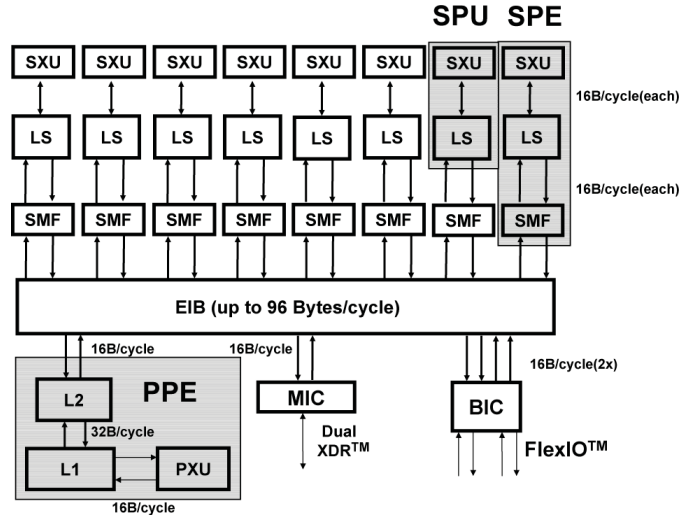 SPU SPE
SXU SXU SXU SXU SXU SXU SXU SXU
16B/cycle(each)
LS LS LS LS LS LS LS LS
16B/cycle(each)
SMF SMF SMF SMF SMF SMF SMF SMF
EIB (up to 96 Bytes/cycle)
16B/cycle 16B/cycle 16B/cycle(2x)
PPE
L2 MIC BIC
32B/cycle Dual
XDR™ FlexIO™
L1 PXU
16B/cycle